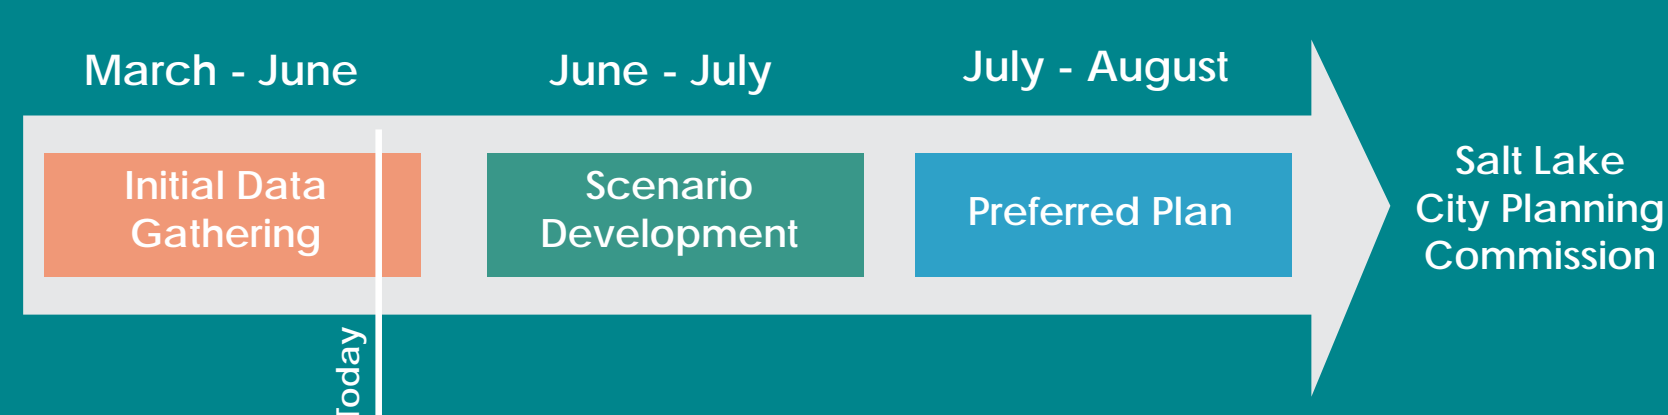 March - June
June - July
July - August
Initial Data
Gathering
Scenario
Development
Preferred Plan
Salt Lake
City Planning
Commission
Today